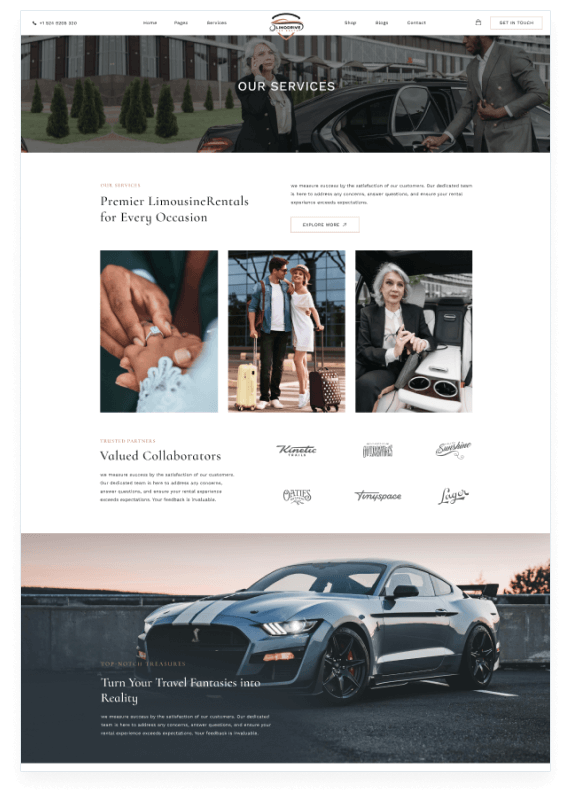 +1 824 0208 320
Home
Pages
Services
LIMODRIVE
Shop
Blogs
Contact
GET IN TOUCH
OUR SERVICES
OUR SERVICES
Premier LimousineRentals
for Every Occasion
we measure success by the satisfaction of our customers. Our dedicated team
is here to address any concerns, answer questions, and ensure your rental
experience exceeds expectations.
EXPLORE MORE
TRUSTED PARTNERS
Valued Collaborators
we measure success by the satisfaction of our customers.
Our dedicated team is here to address any concerns,
answer questions, and ensure your rental experience
exceeds expectations. Your feedback is invaluable.
Kinetic
Sunshine
OATIES
Tinyspace
Layer
TOP NOTCH TREASURES
Turn Your Travel Fantasies into
Reality
we measure success by the satisfaction of our customers. Our dedicated
team is here to address any concerns, answer questions, and ensure your
rental experience exceeds expectations. Your feedback is invaluable.